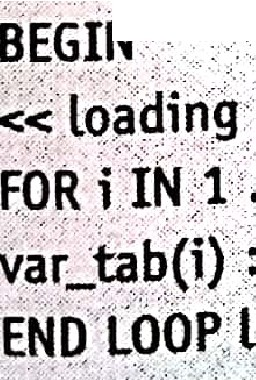 BEGIN
<< loading
FOR i IN 1 .
var_tab(i) :
END LOOP l